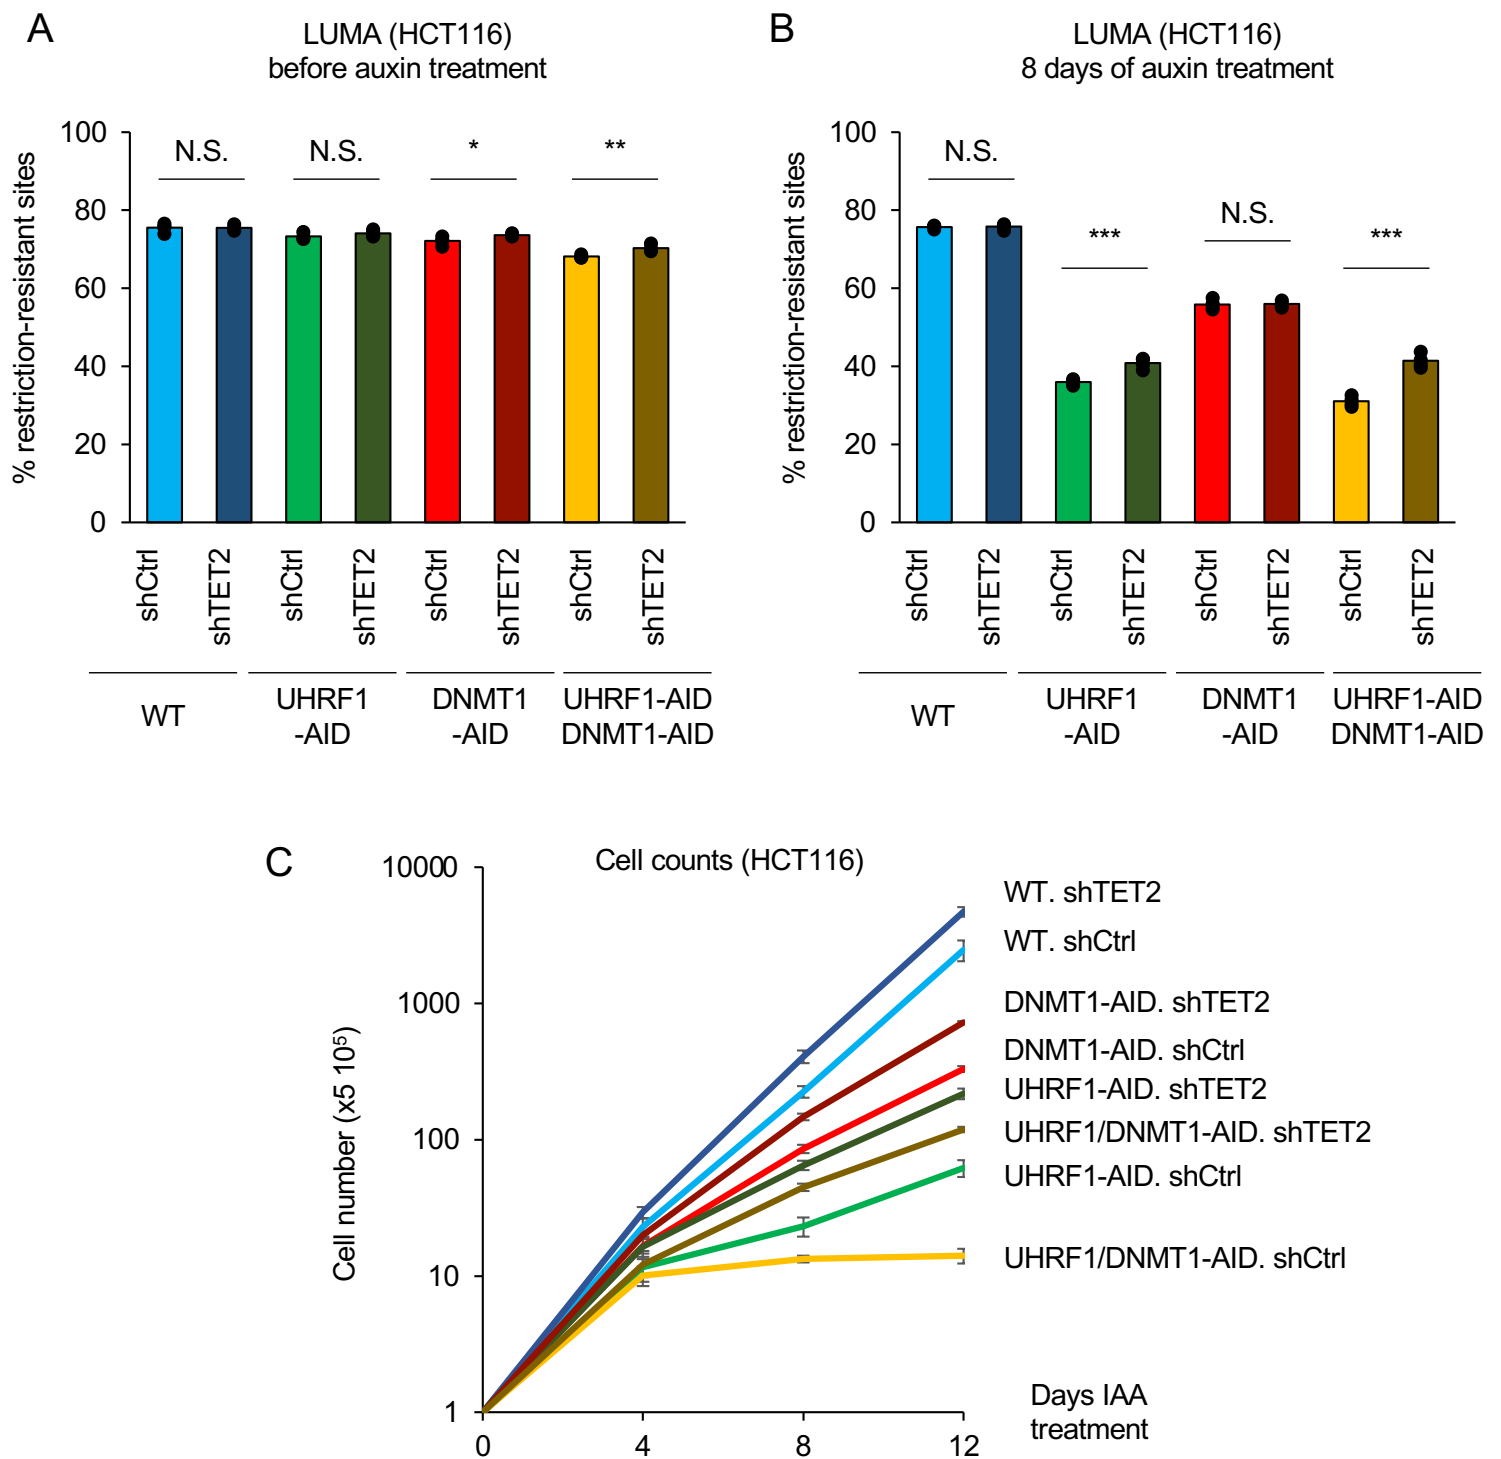 A
LUMA (HCT116)
before auxin treatment
% restriction-resistant sites
100
80
60
40
20
0
N.S.
N.S.
*
**
shCtrl
shTET2
shCtrl
shTET2
shCtrl
shTET2
shCtrl
shTET2
WT
UHRF1
-AID
DNMT1
-AID
UHRF1-AID
DNMT1-AID
B
LUMA (HCT116)
8 days of auxin treatment
% restriction-resistant sites
100
80
60
40
20
0
N.S.
***
N.S.
***
shCtrl
shTET2
shCtrl
shTET2
shCtrl
shTET2
shCtrl
shTET2
WT
UHRF1
-AID
DNMT1
-AID
UHRF1-AID
DNMT1-AID
C
Cell counts (HCT116)
Cell number (x5 10⁵)
10000
1000
100
10
1
0
4
8
12
WT. shTET2
WT. shCtrl
DNMT1-AID. shTET2
DNMT1-AID. shCtrl
UHRF1-AID. shTET2
UHRF1/DNMT1-AID. shTET2
UHRF1-AID. shCtrl
UHRF1/DNMT1-AID. shCtrl
Days IAA
treatment